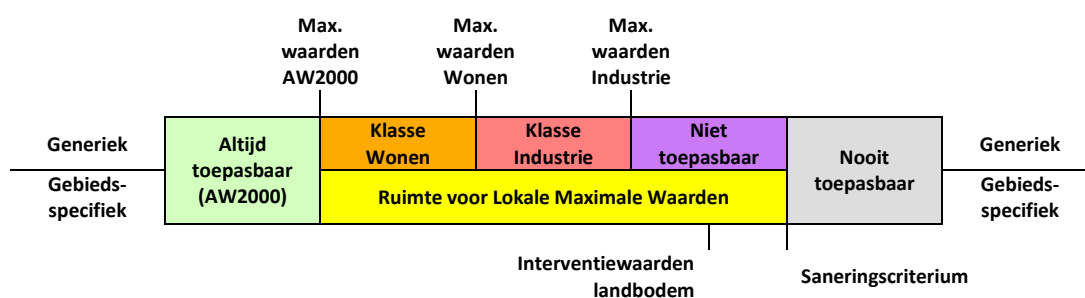 Max.
waarden
AW2000
Max.
waarden
Wonen
Max.
waarden
Industrie
Generiek
Gebieds-
specifiek
Altijd
toepasbaar
(AW2000)
Klasse
Wonen
Klasse
Industrie
Niet
toepasbaar
Ruimte voor Lokale Maximale Waarden
Nooit
toepasbaar
Generiek
Gebieds-
specifiek
Interventiewaarden
landbodem
Saneringscriterium